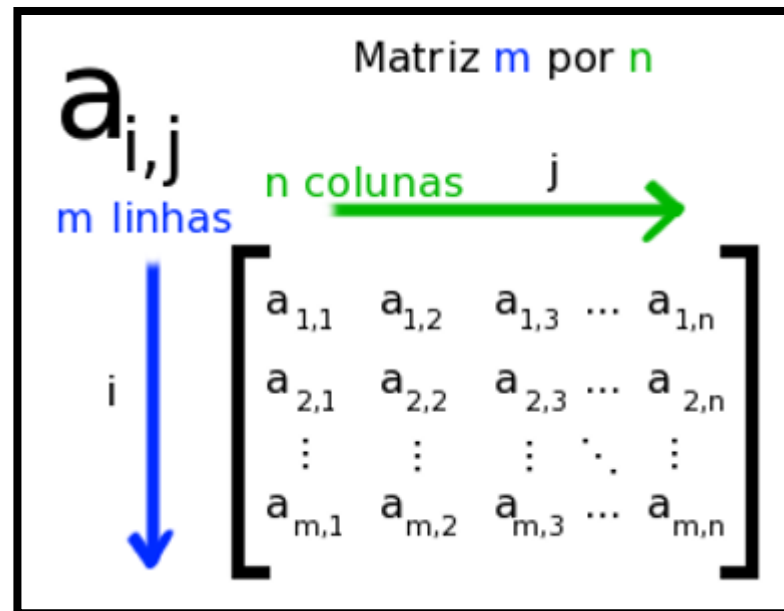 Matriz m por n
a i,j
n colunas j
m linhas
i
a 1,1 a 1,2 a 1,3 ... a 1,n
a 2,1 a 2,2 a 2,3 ... a 2,n
⋮ ⋮ ⋮ ⋱ ⋮
a m,1 a m,2 a m,3 ... a m,n